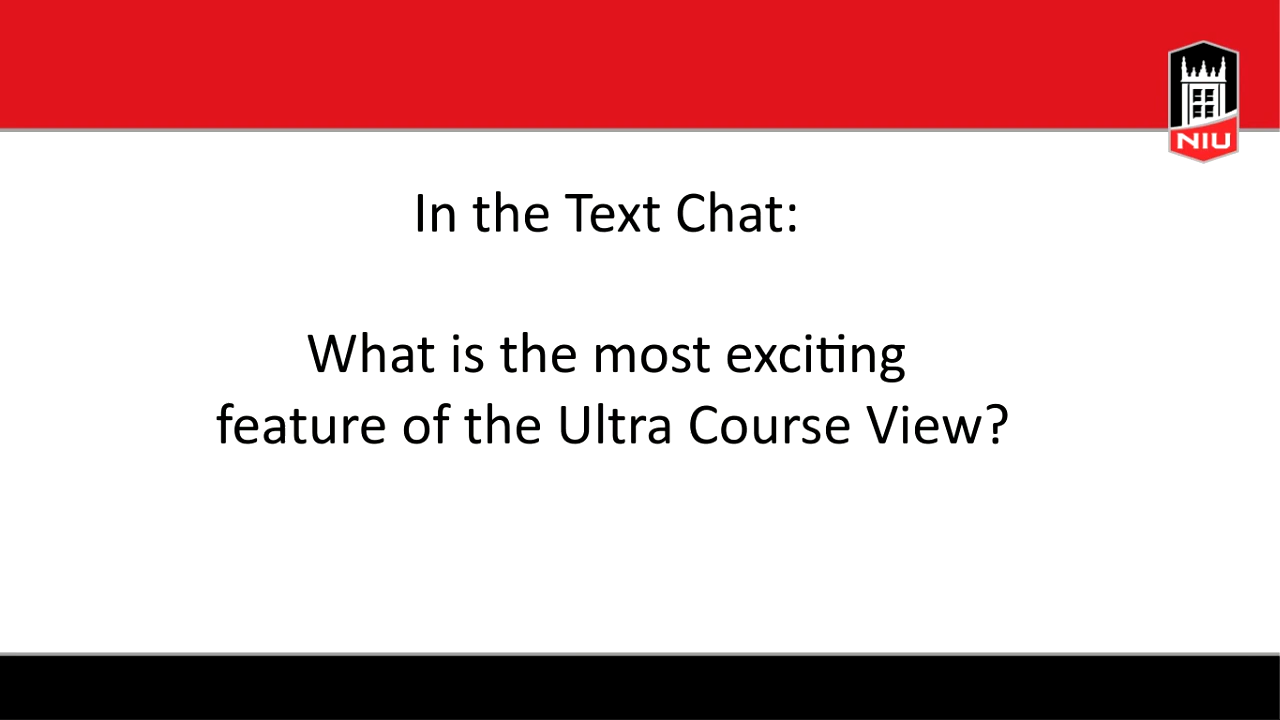 NIU
In the Text Chat:
What is the most exciting
feature of the Ultra Course View?